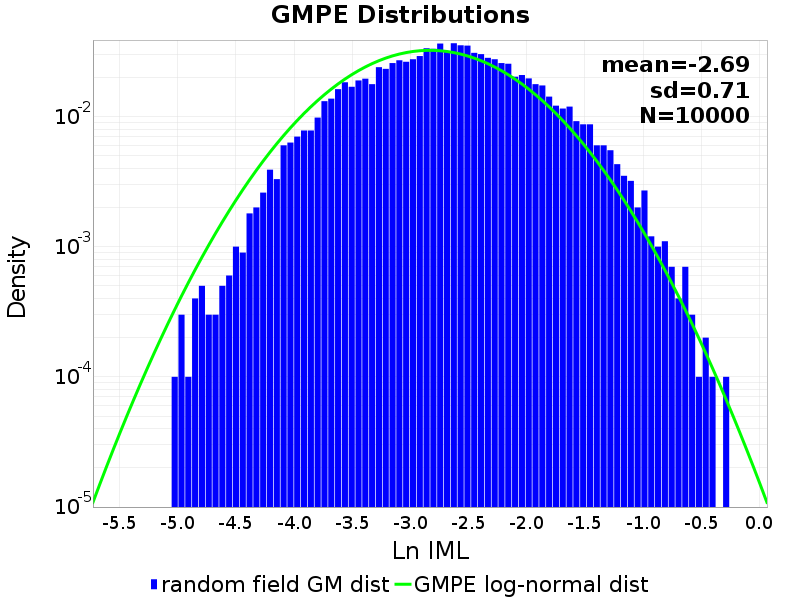 GMPE Distributions
mean=-2.69
sd=0.71
N=10000
10-2
10-3
10-4
10-5
Density
-5.5 -5.0 -4.5 -4.0 -3.5 -3.0 -2.5 -2.0 -1.5 -1.0 -0.5 0.0
Ln IML
random field GM dist GMPE log-normal dist